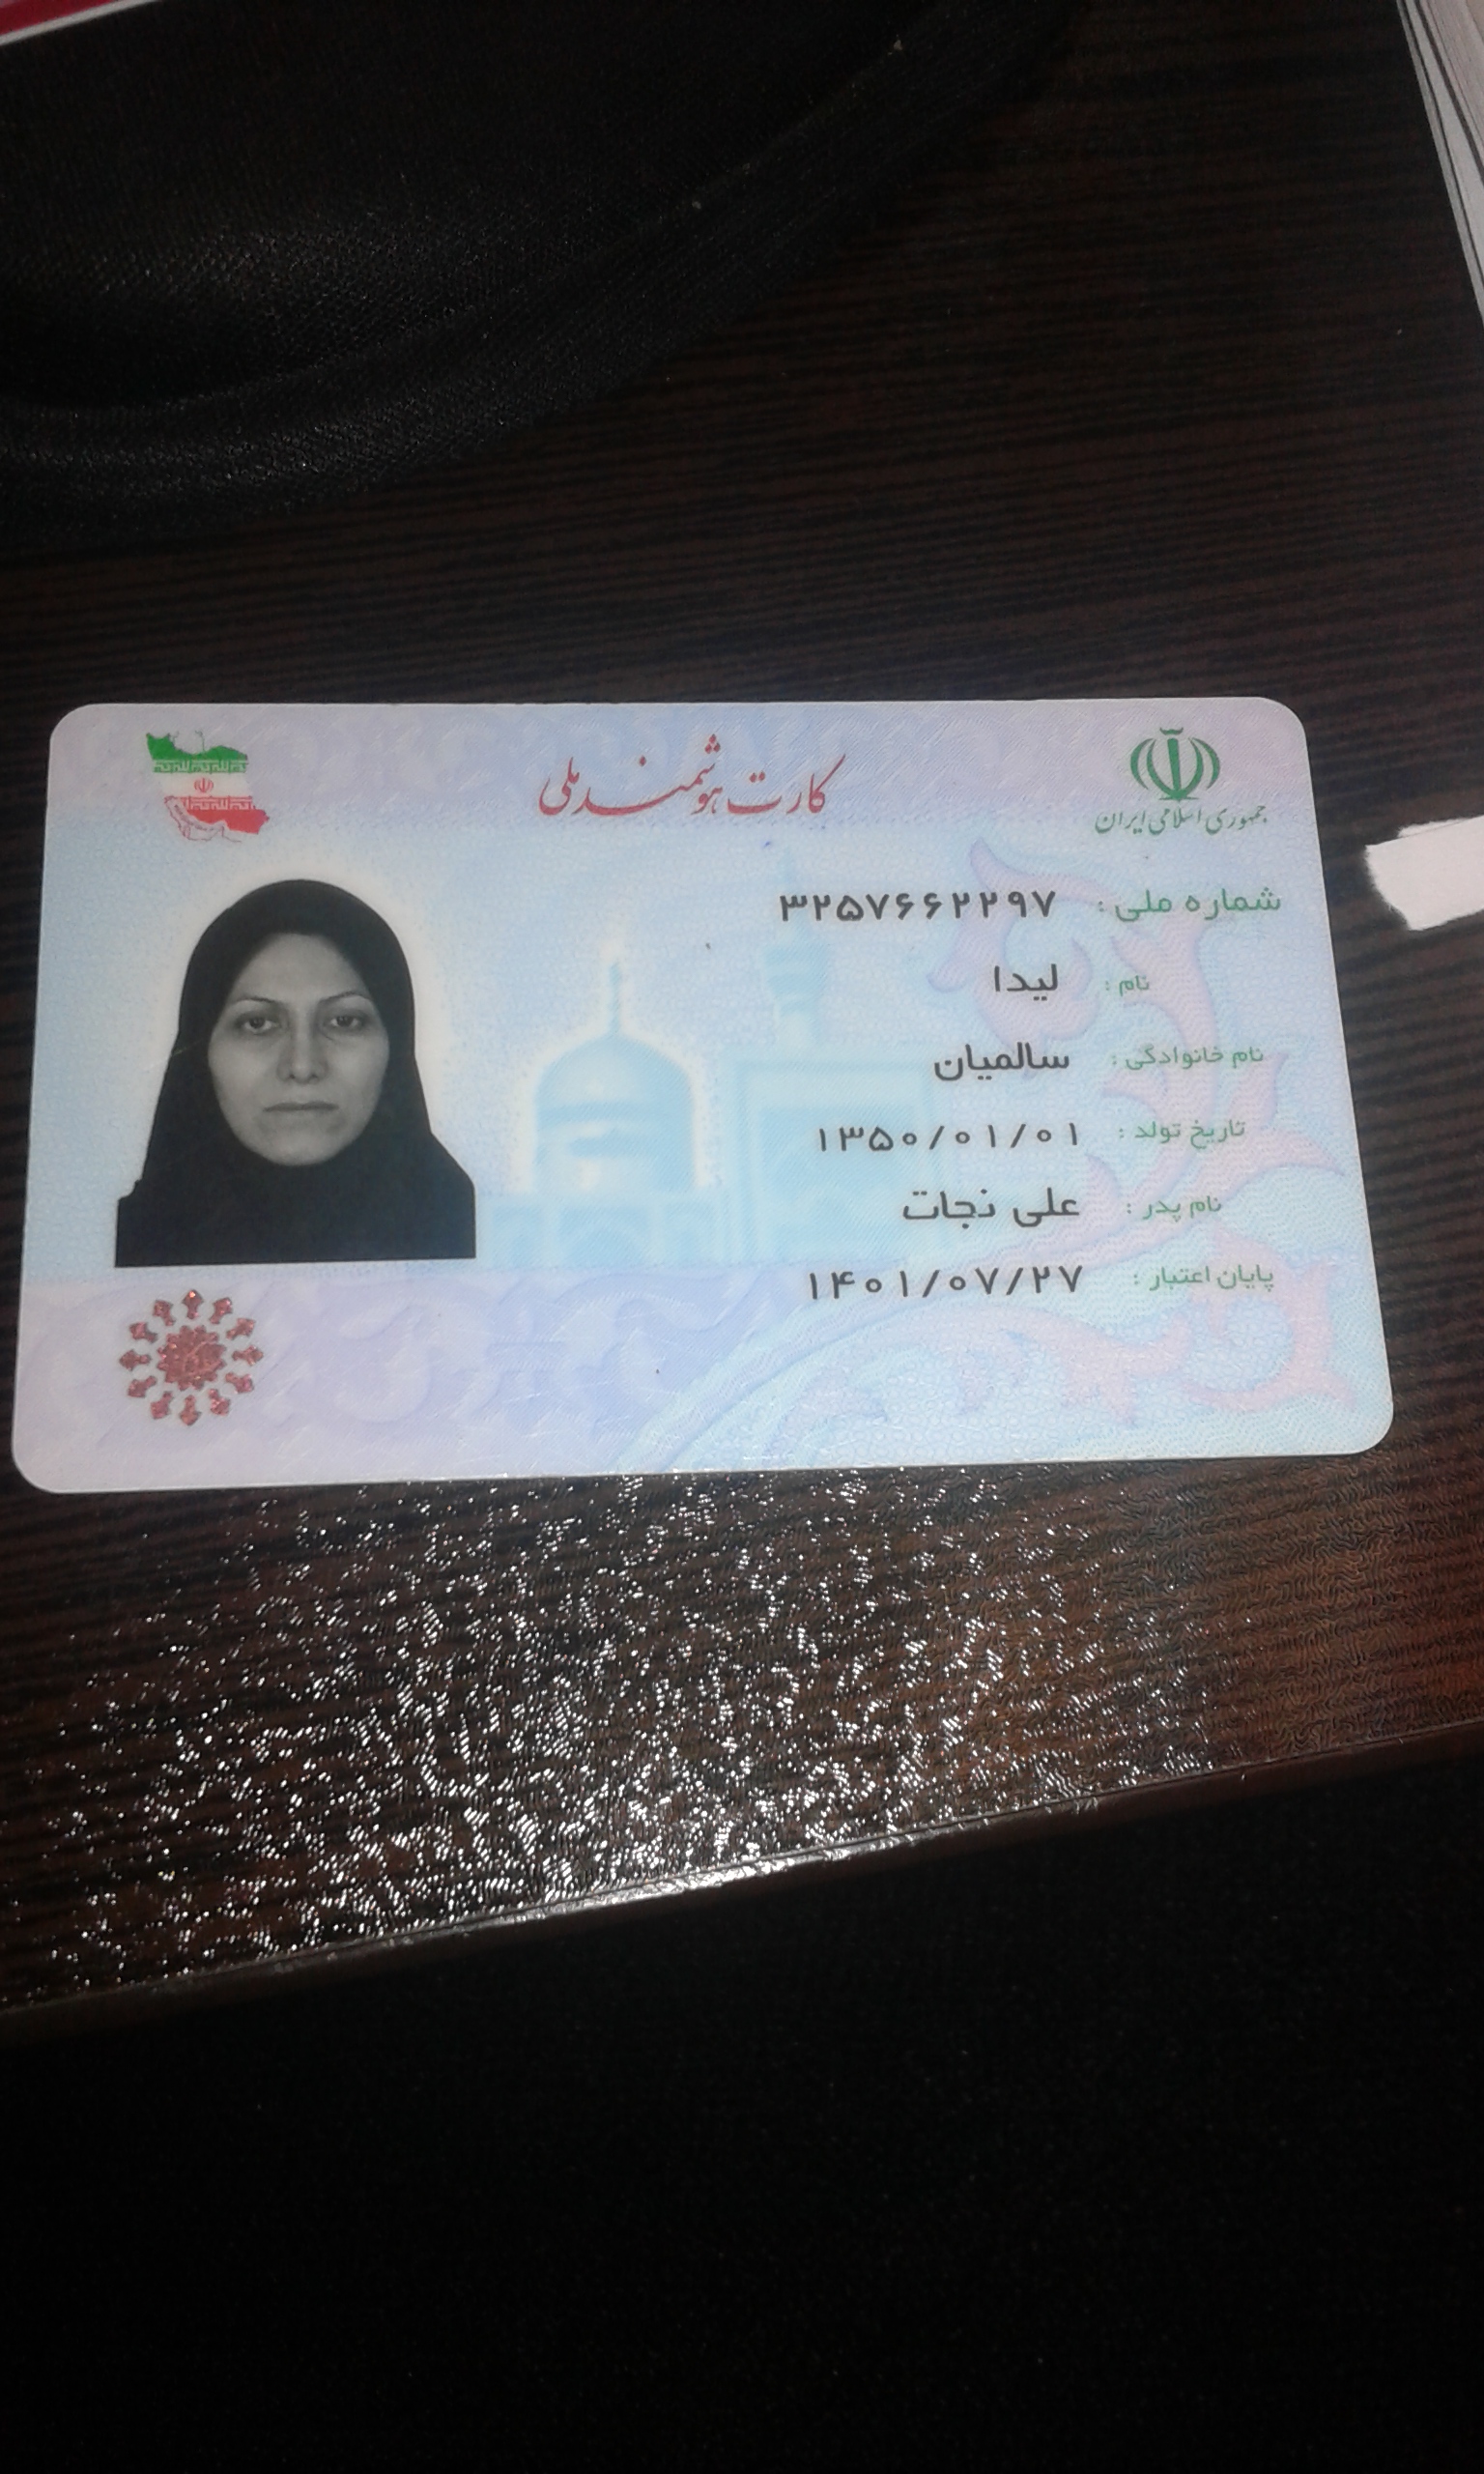 جمهوری اسلامی ایران
کارت هوشمند ملی
شماره ملی: ۳۲۵۷۶۶۲۲۹۷
نام: لیدا
نام خانوادگی: سالمیان
تاریخ تولد: ۱۳۵۰/۰۱/۰۱
نام پدر: علی نجات
پایان اعتبار: ۱۴۰۱/۰۷/۲۷